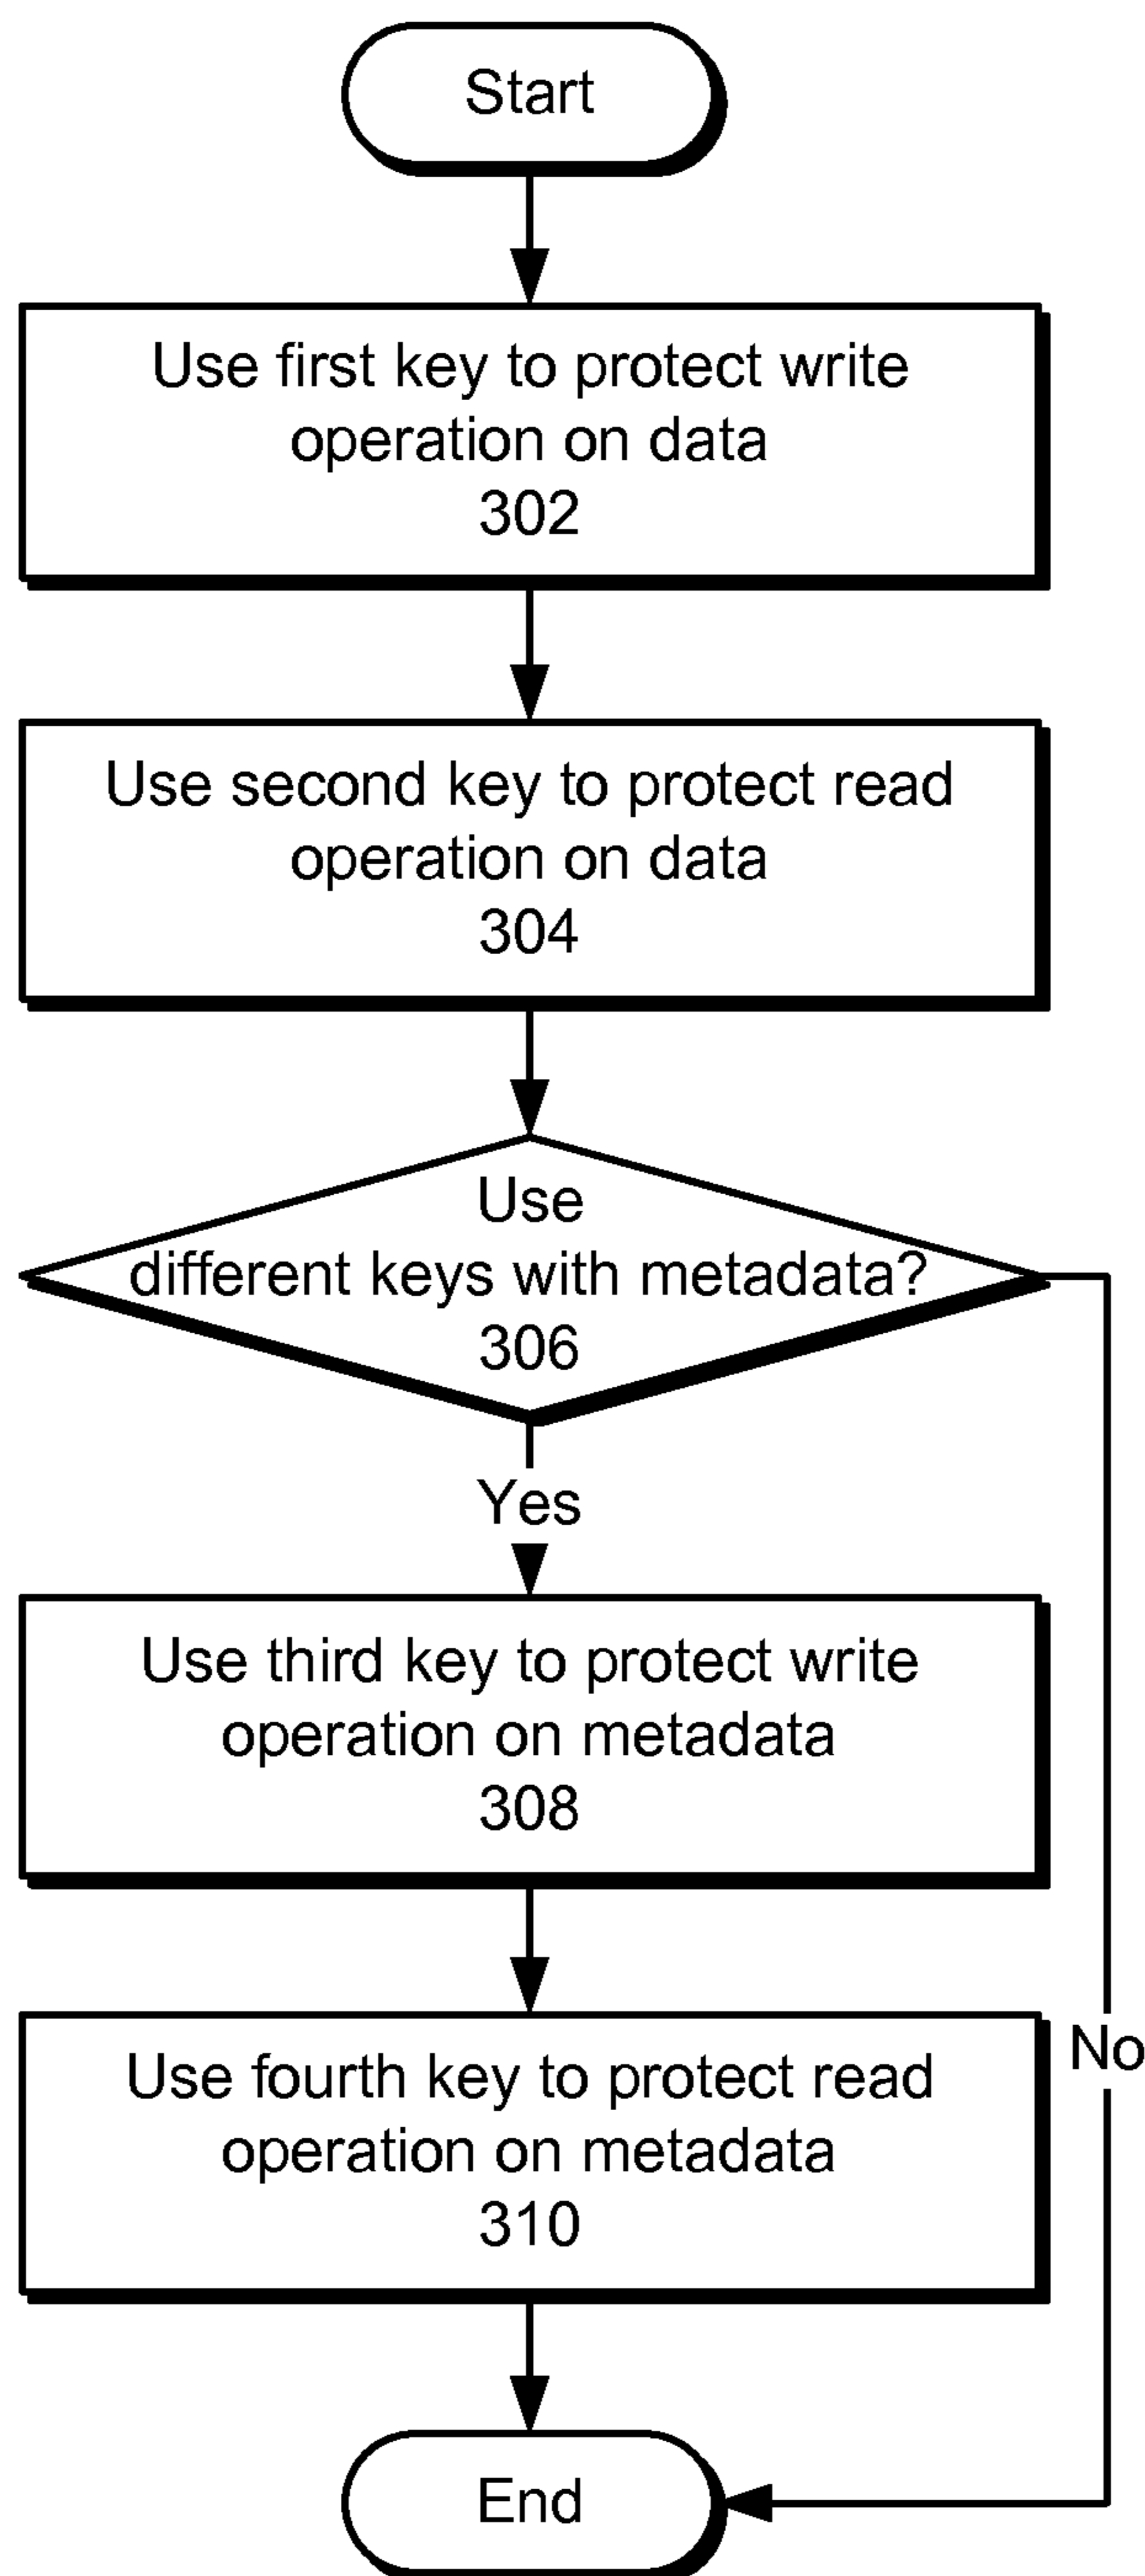 Start
Use first key to protect write
operation on data
302
Use second key to protect read
operation on data
304
Use
different keys with metadata?
306
Yes
Use third key to protect write
operation on metadata
308
Use fourth key to protect read
operation on metadata
310
No
End